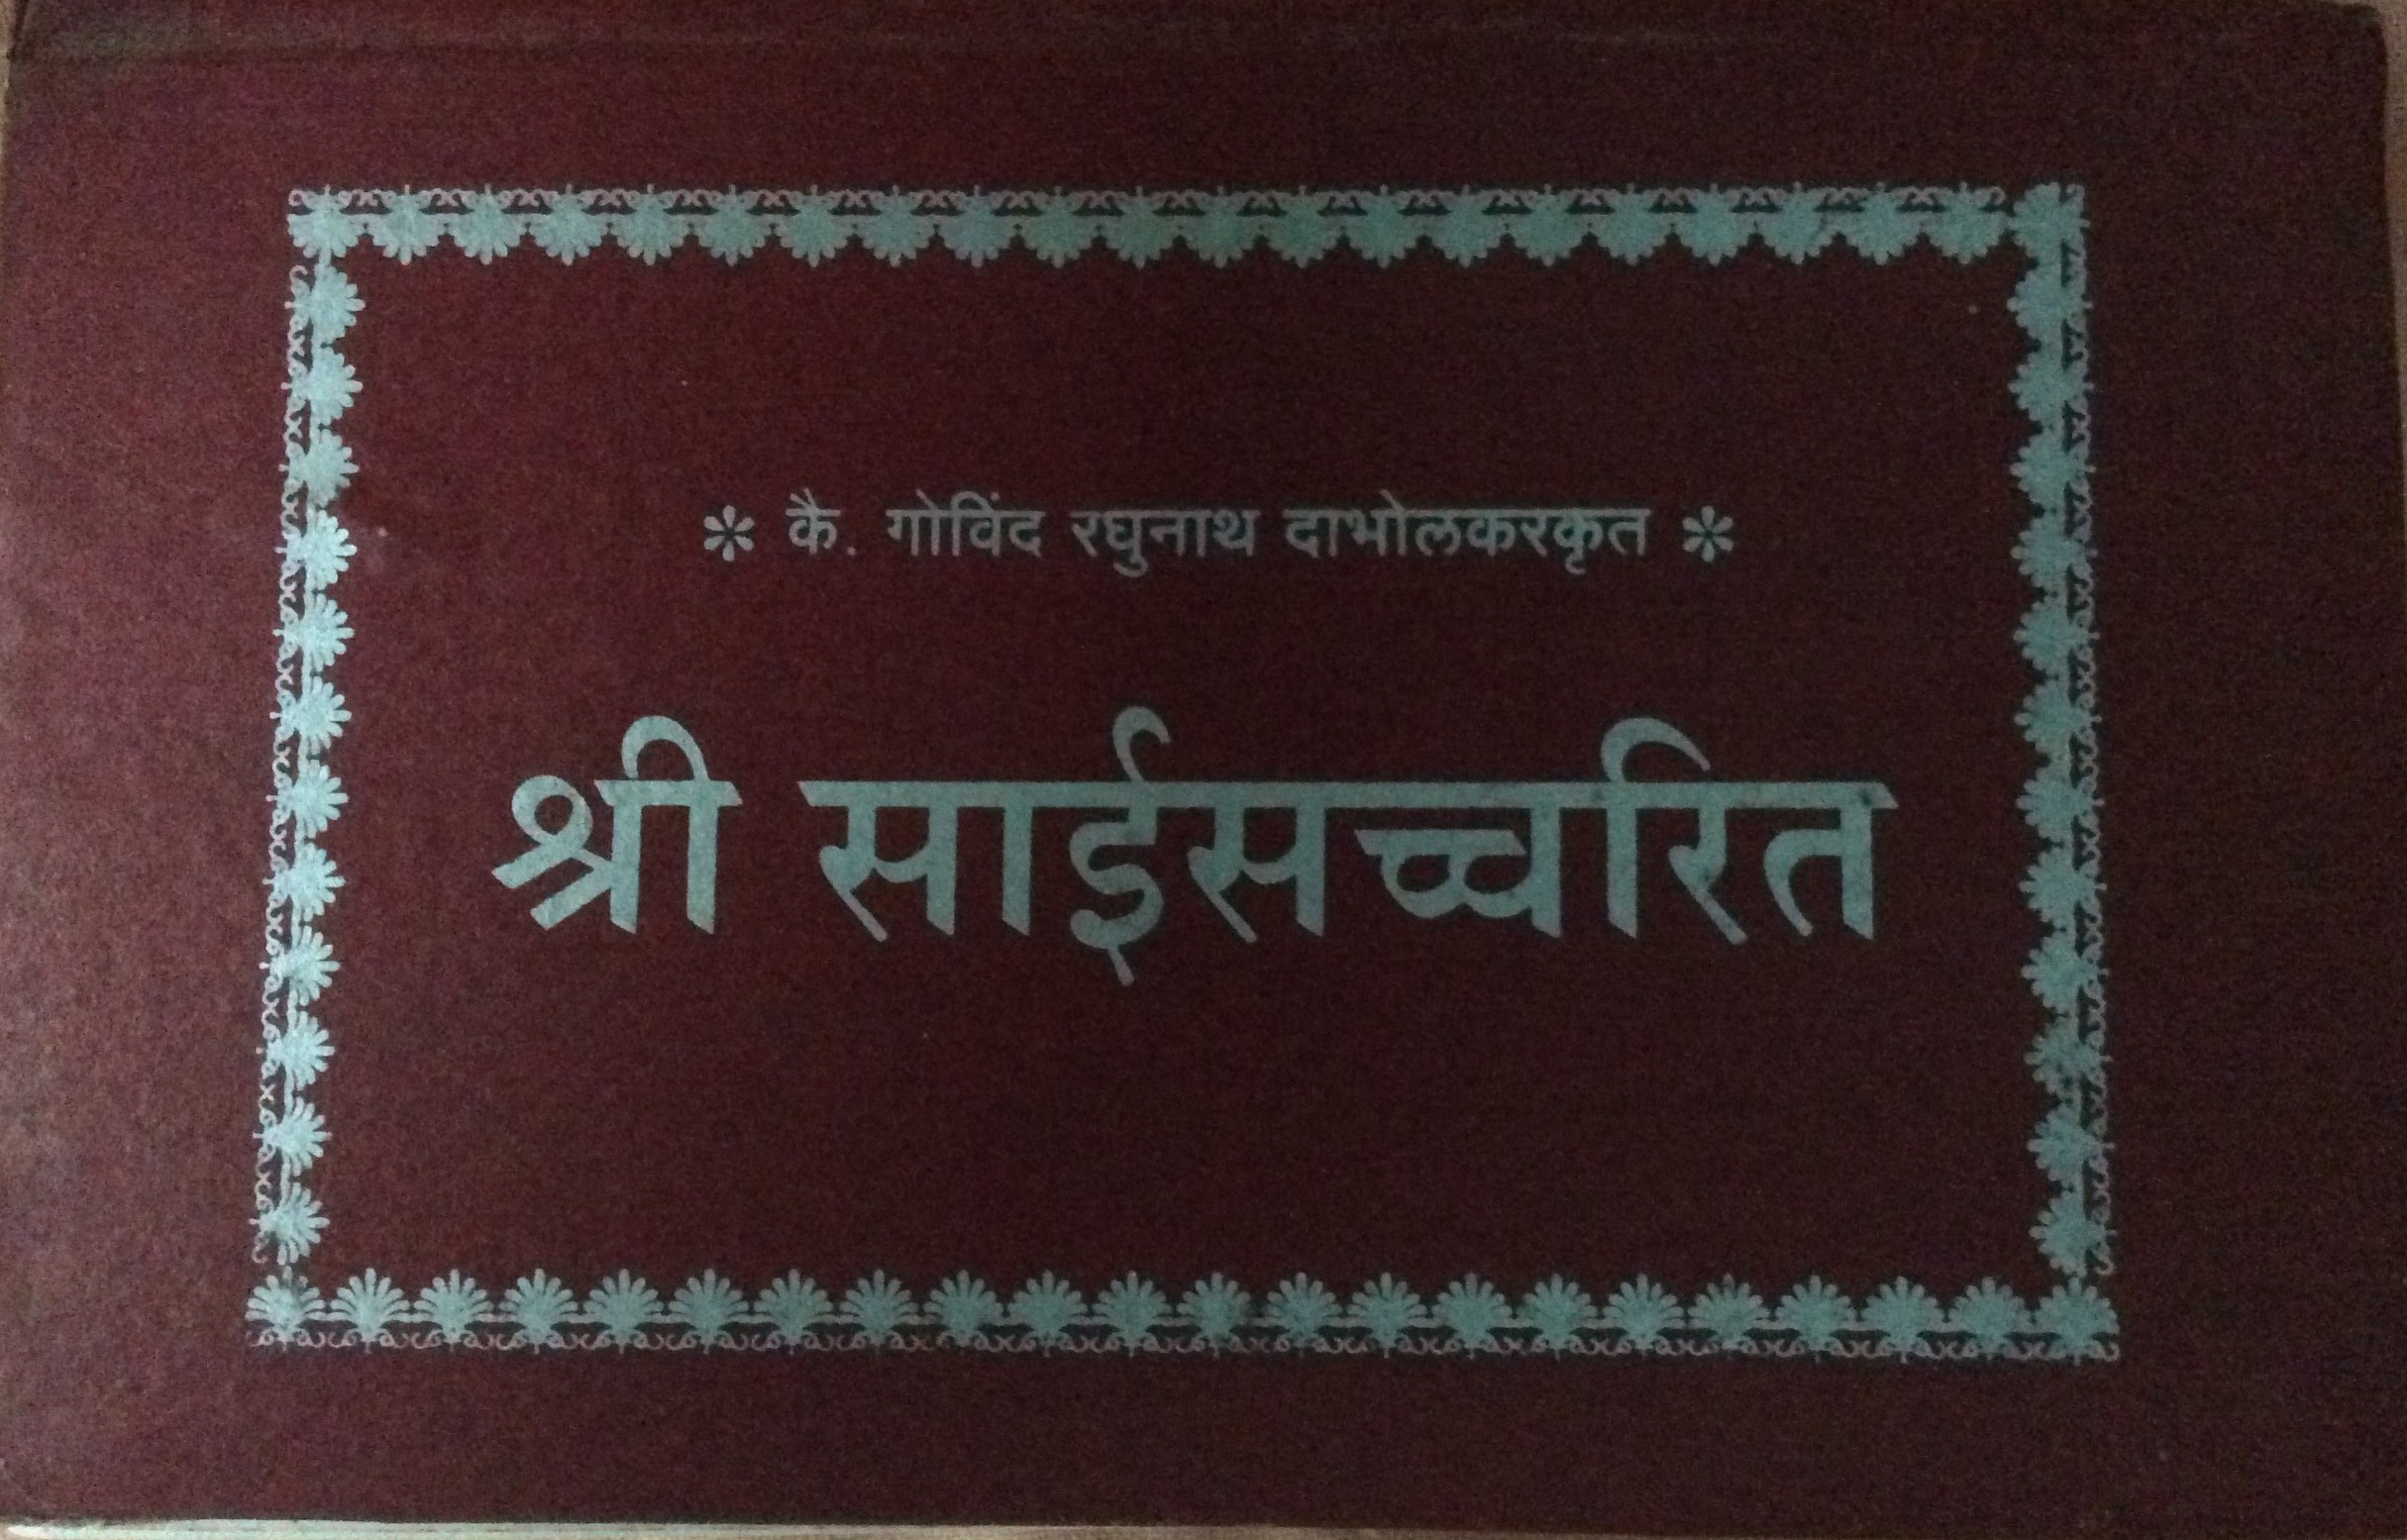 * कै. गोविंद रघुनाथ दाभोलकरकृत *
श्री साईसच्चरित